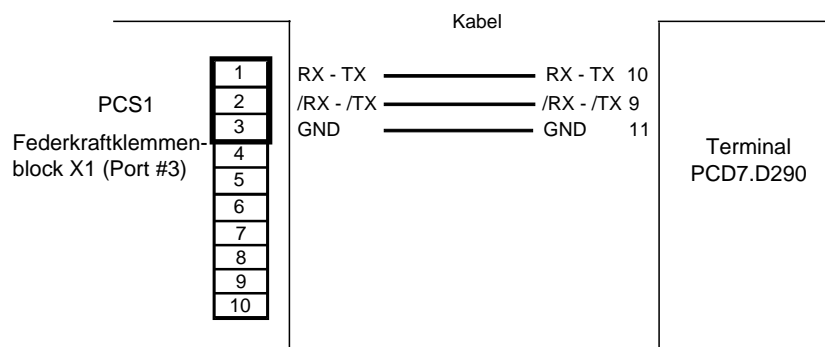 Kabel
1 RX - TX RX - TX 10
2 /RX - /TX /RX - /TX 9
3 GND GND 11
PCS1
Federkraftklemmen-
block X1 (Port #3)
4
5
6
7
8
9
10
Terminal
PCD7.D290